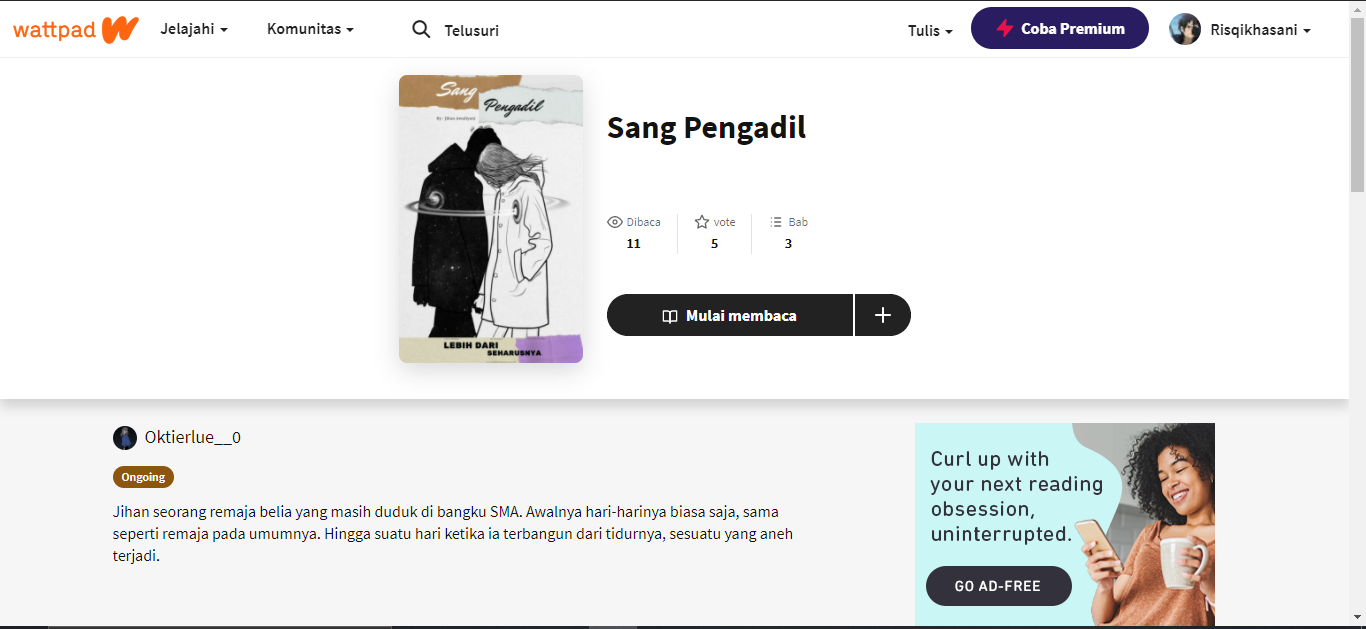 wattpad
Jelajahi
Komunitas
Telusuri
Tulis
Coba Premium
Risqikhasani
Sang
Pengadil
LEBIH DARI
SEHARUSNYA
Sang Pengadil
Dibaca vote Bab
11 5 3
Mulai membaca
Oktierlue__0
Ongoing
Jihan seorang remaja belia yang masih duduk di bangku SMA. Awalnya hari-harinya biasa saja, sama
seperti remaja pada umumnya. Hingga suatu hari ketika ia terbangun dari tidurnya, sesuatu yang aneh
terjadi.
Curl up with
your next reading
obsession,
uninterrupted.
GO AD-FREE